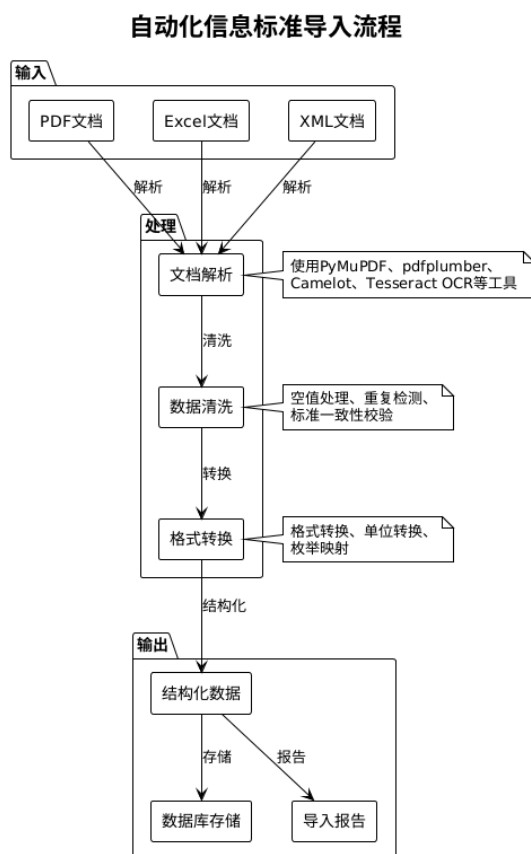 自动化信息标准导入流程
输入
PDF文档
Excel文档
XML文档
解析
解析
解析
处理
文档解析
使用PyMuPDF、pdfplumber、
Camelot、Tesseract OCR等工具
清洗
数据清洗
空值处理、重复检测、
标准一致性校验
转换
格式转换
格式转换、单位转换、
枚举映射
结构化
输出
结构化数据
存储
报告
数据库存储
导入报告